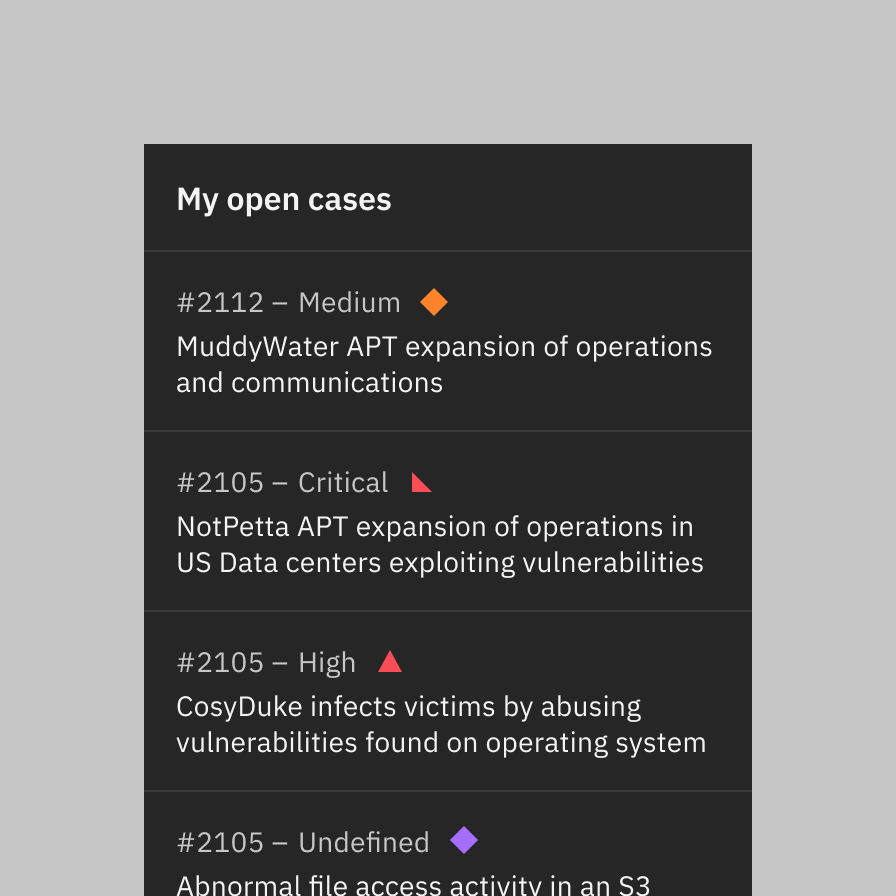 My open cases
#2112 – Medium
MuddyWater APT expansion of operations
and communications
#2105 – Critical
NotPetta APT expansion of operations in
US Data centers exploiting vulnerabilities
#2105 – High
CosyDuke infects victims by abusing
vulnerabilities found on operating system
#2105 – Undefined
Abnormal file access activity in an S3